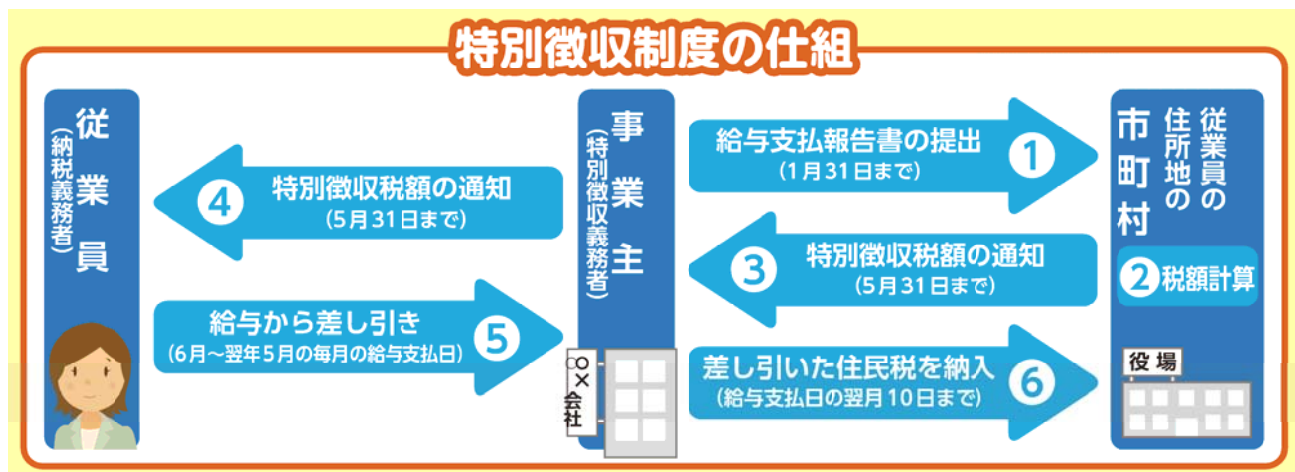 特別徴収制度の仕組
従業員
(納税義務者)
事業主
(特別徴収義務者)
○×会社
従業員の
住所地の
市町村
②税額計算
役場
給与支払報告書の提出
(1月31日まで)
①
③
特別徴収税額の通知
(5月31日まで)
④
特別徴収税額の通知
(5月31日まで)
給与から差し引き
(6月〜翌年5月の毎月の給与支払日)
⑤
差し引いた住民税を納入
(給与支払日の翌月10日まで)
⑥